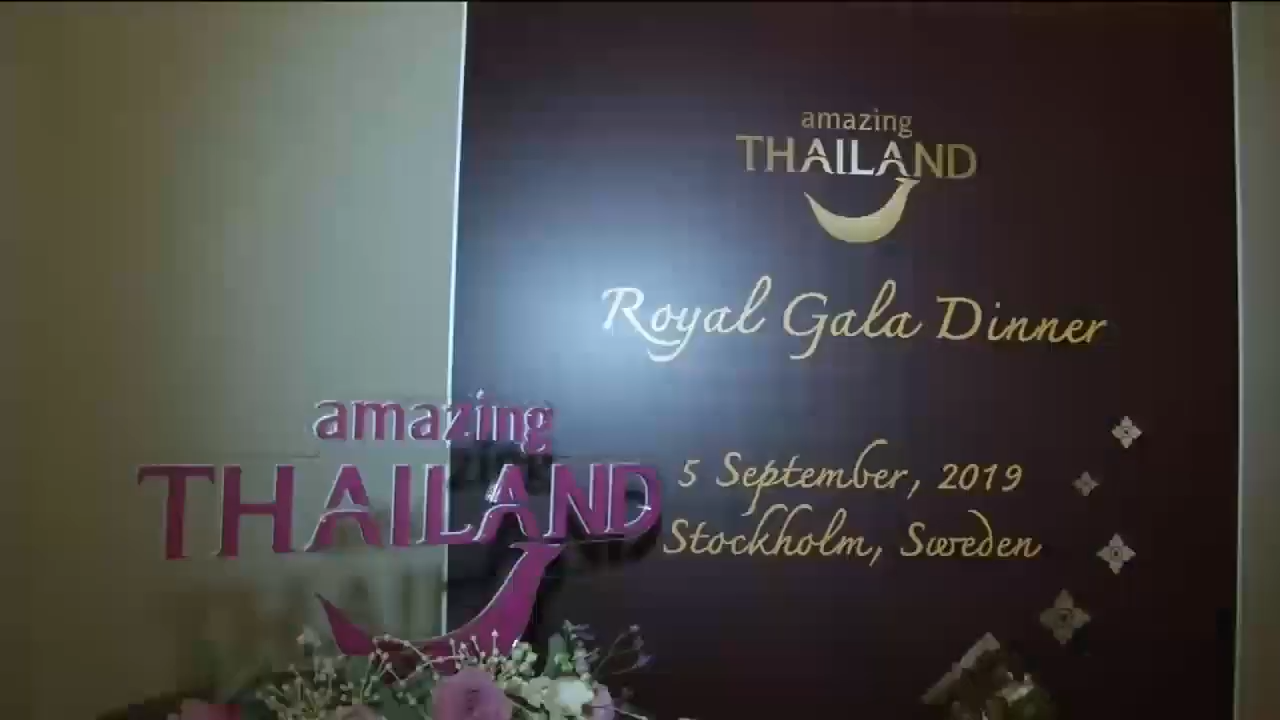 amazing
THAILAND
Royal Gala Dinner
5 September, 2019
Stockholm, Sweden
amazing
THAILAND